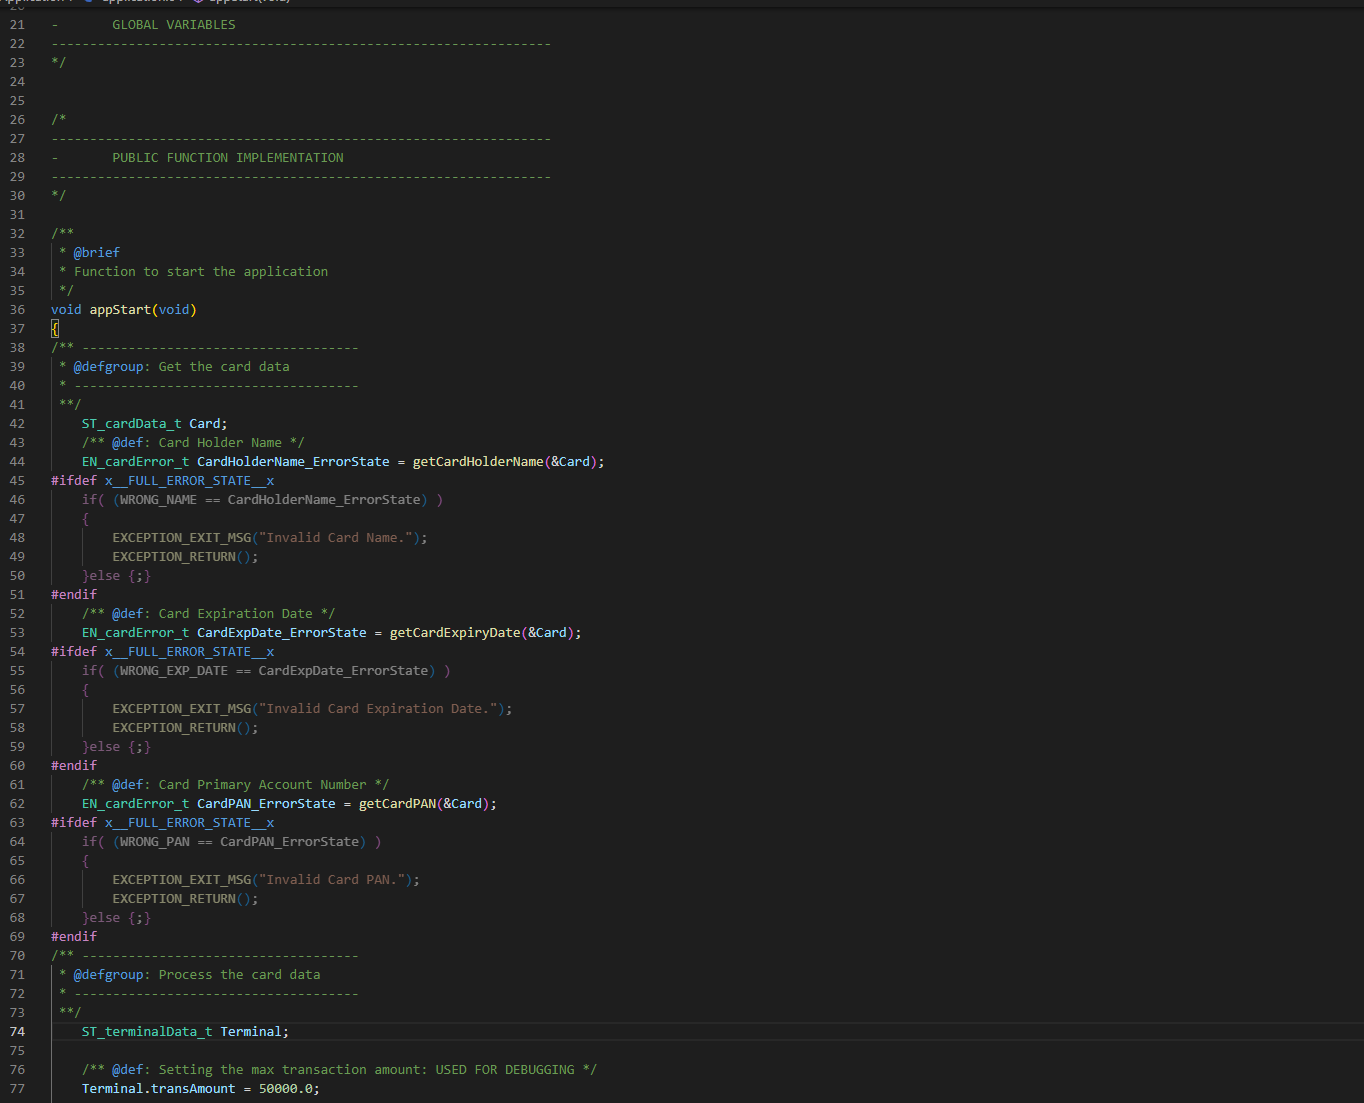 21 - GLOBAL VARIABLES
22 -----------------------------------------------------------------
23 */
24
25
26 /*
27 -----------------------------------------------------------------
28 - PUBLIC FUNCTION IMPLEMENTATION
29 -----------------------------------------------------------------
30 */
31
32 /**
33 * @brief
34 * Function to start the application
35 */
36 void appStart(void)
37 {
38 /** ------------------------------------
39 * @defgroup: Get the card data
40 * -------------------------------------
41 **/
42 ST_cardData_t Card;
43 /** @def: Card Holder Name */
44 EN_cardError_t CardHolderName_ErrorState = getCardHolderName(&Card);
45 #ifdef x__FULL_ERROR_STATE__x
46 if( (WRONG_NAME == CardHolderName_ErrorState) )
47 {
48 EXCEPTION_EXIT_MSG("Invalid Card Name.");
49 EXCEPTION_RETURN();
50 }else {;}
51 #endif
52 /** @def: Card Expiration Date */
53 EN_cardError_t CardExpDate_ErrorState = getCardExpiryDate(&Card);
54 #ifdef x__FULL_ERROR_STATE__x
55 if( (WRONG_EXP_DATE == CardExpDate_ErrorState) )
56 {
57 EXCEPTION_EXIT_MSG("Invalid Card Expiration Date.");
58 EXCEPTION_RETURN();
59 }else {;}
60 #endif
61 /** @def: Card Primary Account Number */
62 EN_cardError_t CardPAN_ErrorState = getCardPAN(&Card);
63 #ifdef x__FULL_ERROR_STATE__x
64 if( (WRONG_PAN == CardPAN_ErrorState) )
65 {
66 EXCEPTION_EXIT_MSG("Invalid Card PAN.");
67 EXCEPTION_RETURN();
68 }else {;}
69 #endif
70 /** ------------------------------------
71 * @defgroup: Process the card data
72 * -------------------------------------
73 **/
74 ST_terminalData_t Terminal;
75
76 /** @def: Setting the max transaction amount: USED FOR DEBUGGING */
77 Terminal.transAmount = 50000.0;